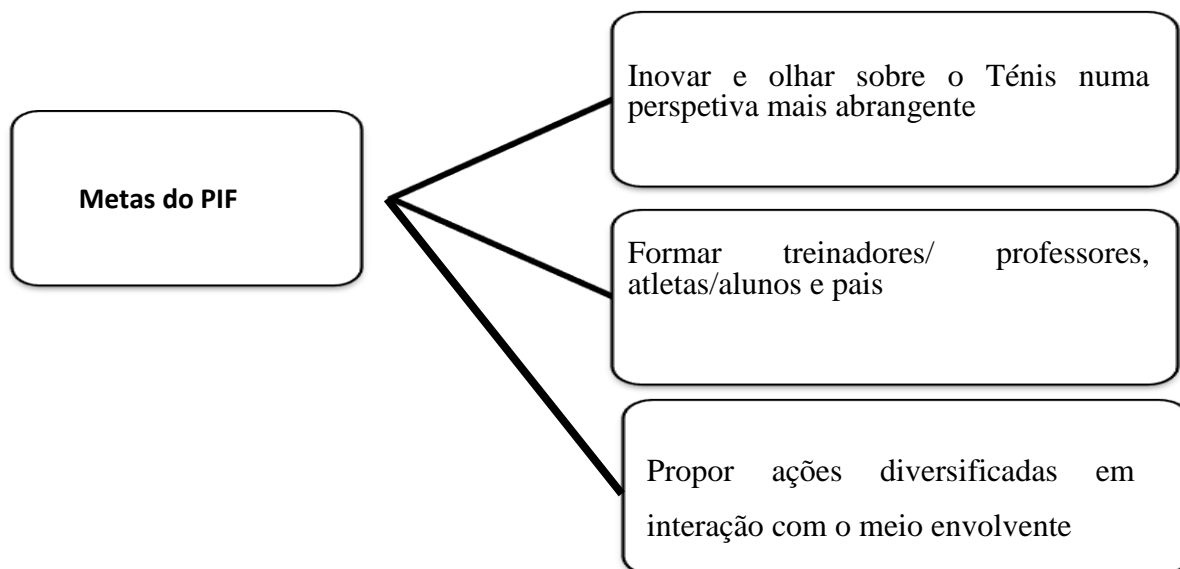 Metas do PIF
Inovar e olhar sobre o Ténis numa
perspetiva mais abrangente
Formar treinadores/ professores,
atletas/alunos e pais
Propor ações diversificadas em
interação com o meio envolvente